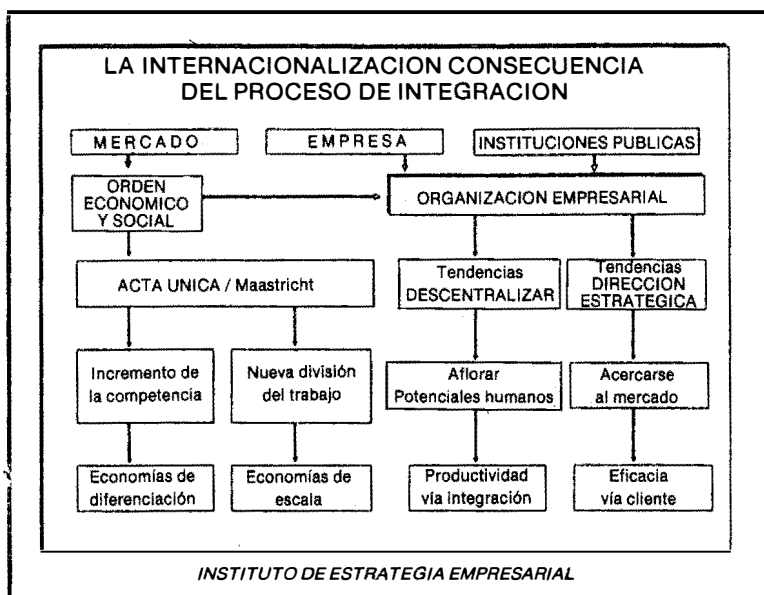 LA INTERNACIONALIZACION CONSECUENCIA
DEL PROCESO DE INTEGRACION
MERCADO
EMPRESA
INSTITUCIONES PUBLICAS
ORDEN
ECONOMICO
Y SOCIAL
ORGANIZACION EMPRESARIAL
ACTA UNICA / Maastricht
Tendencias
DESCENTRALIZAR
Tendencias
DIRECCION
ESTRATEGICA
Incremento de
la competencia
Nueva división
del trabajo
Aflorar
Potenciales humanos
Acercarse
al mercado
Economías de
diferenciación
Economías de
escala
Productividad
vía integración
Eficacia
vía cliente
INSTITUTO DE ESTRATEGIA EMPRESARIAL